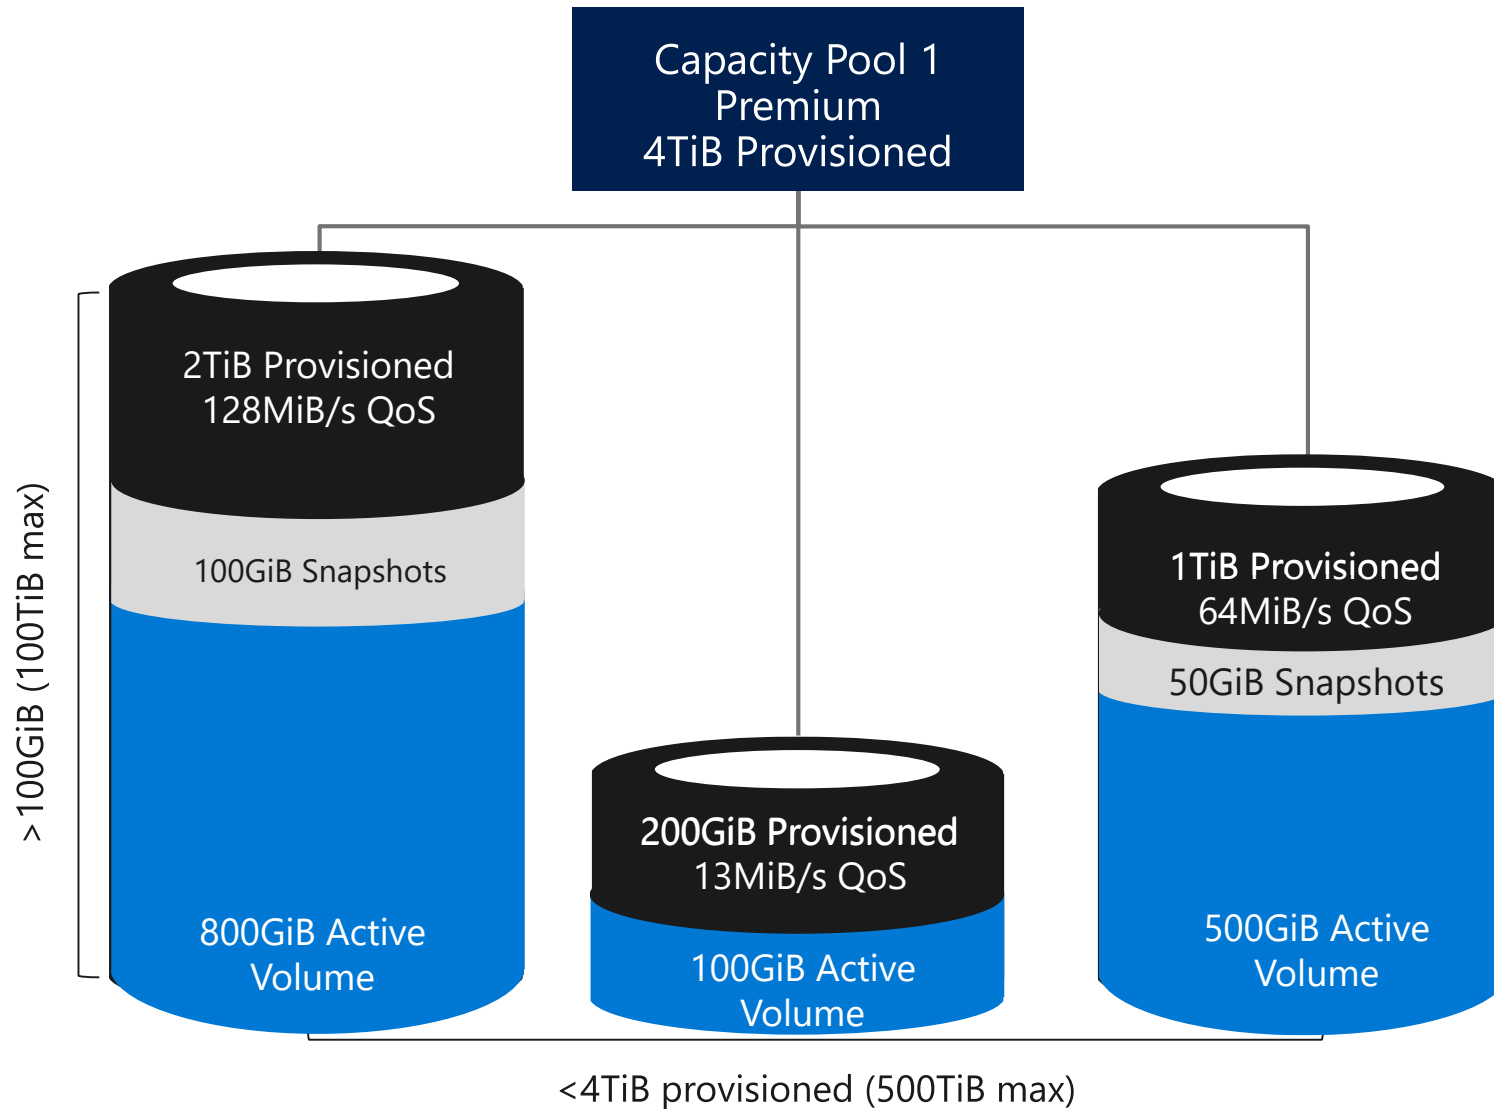 Capacity Pool 1
Premium
4TiB Provisioned
2TiB Provisioned
128MiB/s QoS
100GiB Snapshots
800GiB Active
Volume
200GiB Provisioned
13MiB/s QoS
100GiB Active
Volume
1TiB Provisioned
64MiB/s QoS
50GiB Snapshots
500GiB Active
Volume
>100GiB (100TiB max)
<4TiB provisioned (500TiB max)